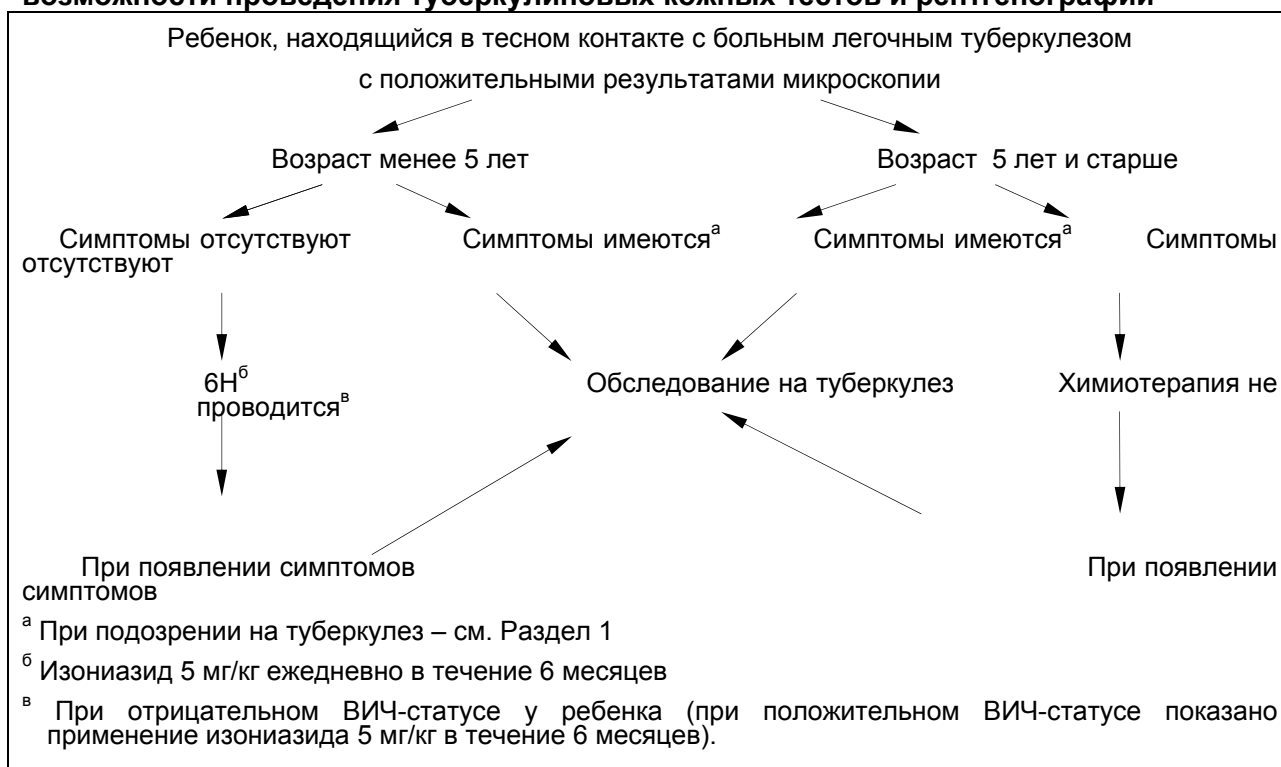 возможности проведения туберкулиновых кожных тестов и рентгенографии
Ребенок, находящийся в тесном контакте с больным легочным туберкулезом
с положительными результатами микроскопии
Возраст менее 5 лет Возраст 5 лет и старше
Симптомы отсутствуют Симптомы имеются^а Симптомы имеются^а Симптомы
отсутствуют
6Н^б Обследование на туберкулез Химиотерапия не
проводится^в
При появлении симптомов При появлении
симптомов
^а При подозрении на туберкулез – см. Раздел 1
^б Изониазид 5 мг/кг ежедневно в течение 6 месяцев
^в При отрицательном ВИЧ-статусе у ребенка (при положительном ВИЧ-статусе показано
применение изониазида 5 мг/кг в течение 6 месяцев).